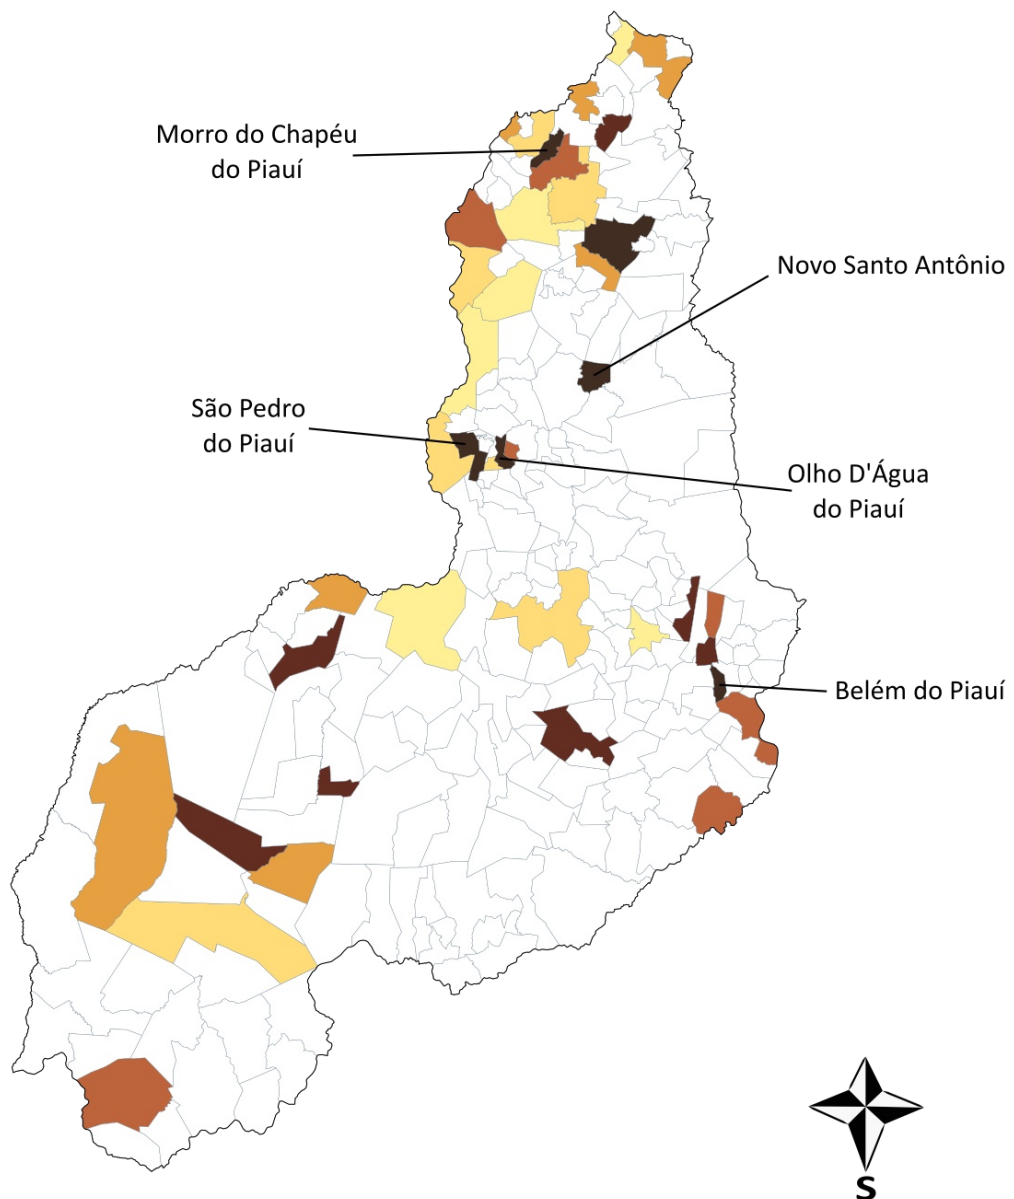 Morro do Chapéu
do Piauí
Novo Santo Antônio
São Pedro
do Piauí
Olho D'Água
do Piauí
Belém do Piauí
S